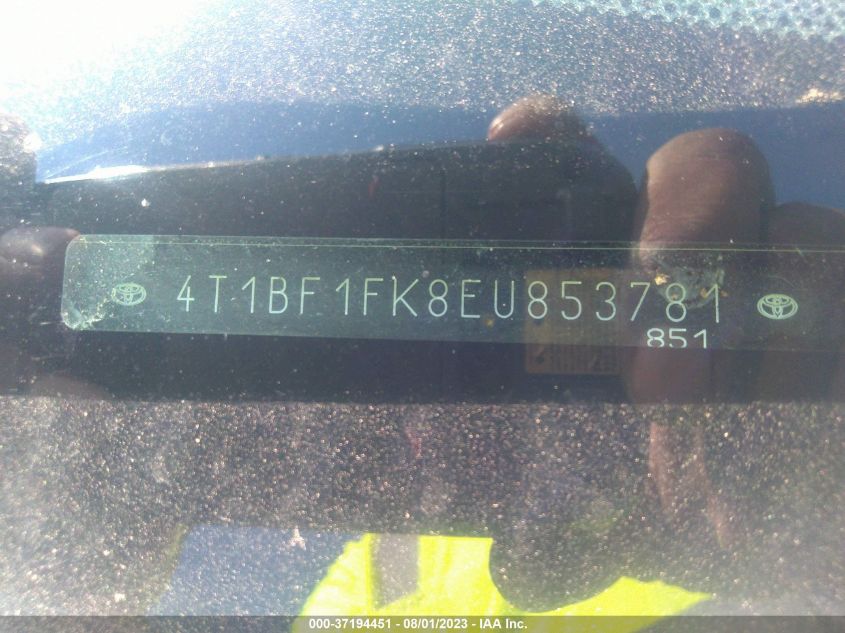 4T1BF1FK8EU853781
851
000-37194451 - 08/01/2023 - IAA Inc.